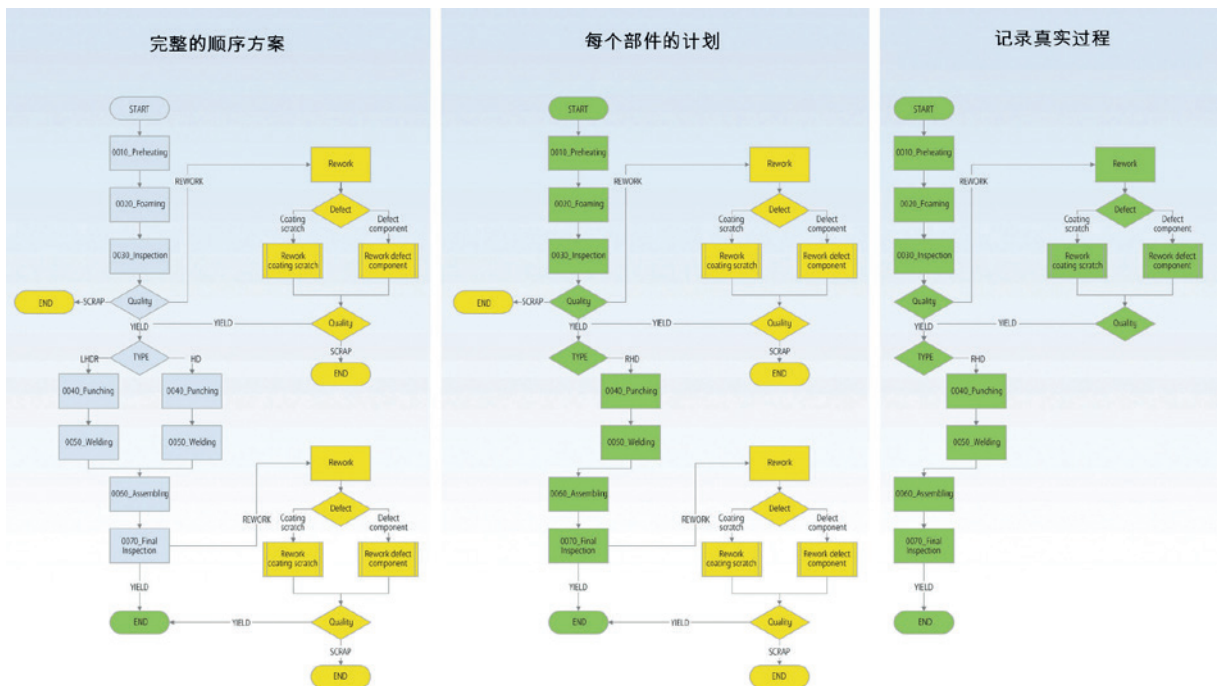 完整的顺序方案
START
0010_Preheating
Rework
REWORK
0020_Foaming
Defect
Coating
scratch
Defect
component
0030_Inspection
Rework
coating scratch
Rework defect
component
END
SCRAP
Quality
YIELD
YIELD
Quality
LHDR
TYPE
HD
SCRAP
END
0040_Punching
0040_Punching
0050_Welding
0050_Welding
Rework
0060_Assembling
Defect
REWORK
Coating
scratch
Defect
component
0070_Final
Inspection
Rework
coating scratch
Rework defect
component
YIELD
END
YIELD
Quality
SCRAP
END
每个部件的计划
START
0010_Preheating
Rework
REWORK
0020_Foaming
Defect
Coating
scratch
Defect
component
0030_Inspection
Rework
coating scratch
Rework defect
component
END
SCRAP
Quality
YIELD
YIELD
Quality
TYPE
RHD
SCRAP
END
0040_Punching
0050_Welding
Rework
0060_Assembling
Defect
REWORK
Coating
scratch
Defect
component
0070_Final
Inspection
Rework
coating scratch
Rework defect
component
YIELD
END
YIELD
Quality
SCRAP
END
记录真实过程
START
0010_Preheating
Rework
REWORK
0020_Foaming
Defect
Coating
scratch
Defect
component
0030_Inspection
Rework
coating scratch
Rework defect
component
Quality
YIELD
YIELD
Quality
TYPE
RHD
0040_Punching
0050_Welding
0060_Assembling
0070_Final
Inspection
YIELD
END